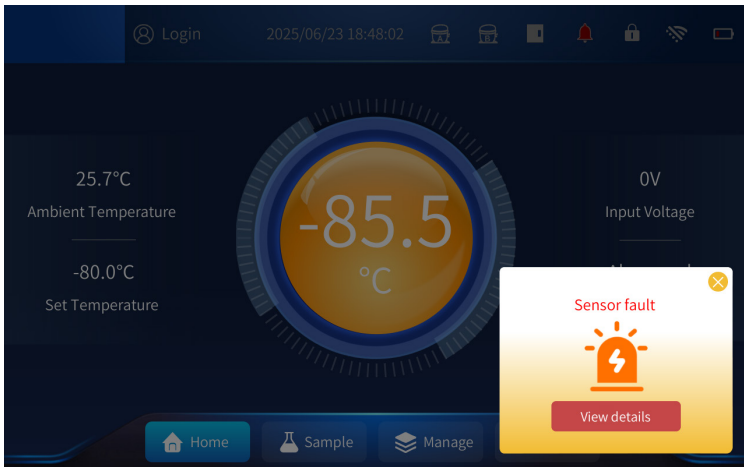 Login
2025/06/23 18:48:02
A
B
25.7°C
Ambient Temperature
-80.0°C
Set Temperature
-85.5
°C
0V
Input Voltage
Sensor fault
View details
Home
Sample
Manage